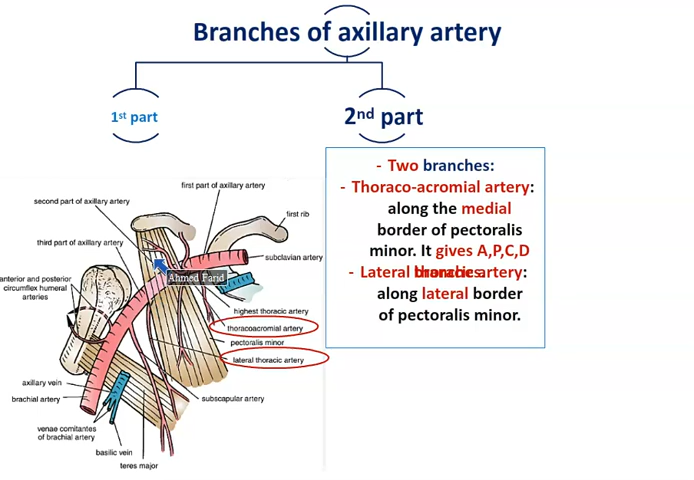 Branches of axillary artery
1st part
2nd part
- Two branches:
- Thoraco-acromial artery:
along the medial
border of pectoralis
minor. It gives A,P,C,D
branches.
- Lateral thoracic artery:
along lateral border
of pectoralis minor.
first part of axillary artery
second part of axillary artery
first rib
third part of axillary artery
subclavian artery
Ahmed Farid
anterior and posterior
circumflex humeral
arteries
highest thoracic artery
thoracoacromial artery
pectoralis minor
lateral thoracic artery
axillary vein
brachial artery
subscapular artery
venae comitantes
of brachial artery
basilic vein
teres major